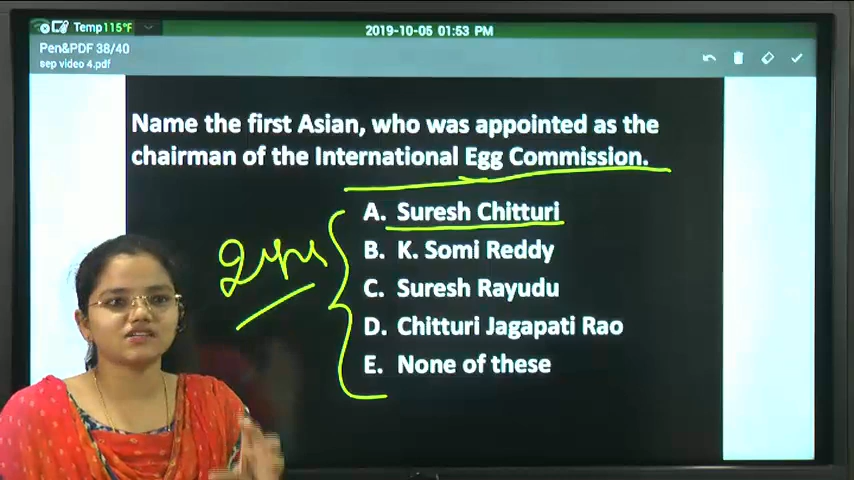 Temp 115°F
2019-10-05 01:53 PM
Pen&PDF 38/40
sep video 4.pdf
Name the first Asian, who was appointed as the
chairman of the International Egg Commission.
A. Suresh Chitturi
B. K. Somi Reddy
C. Suresh Rayudu
D. Chitturi Jagapati Rao
E. None of these